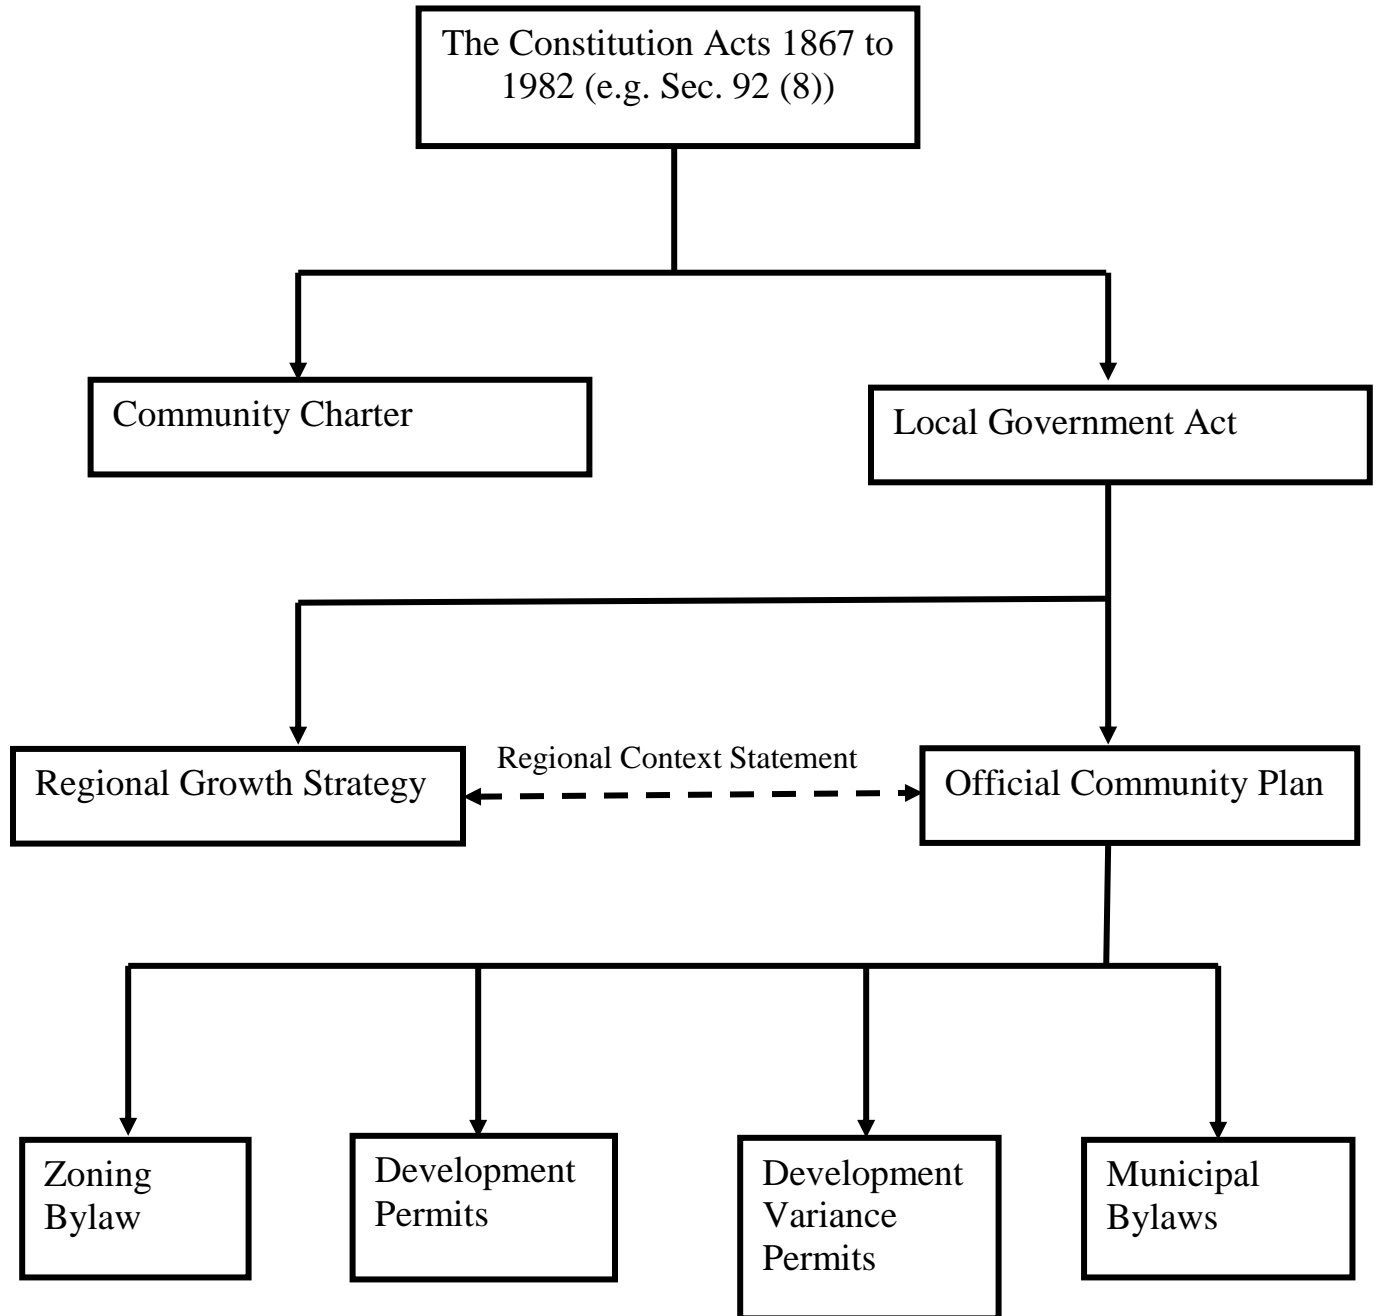 The Constitution Acts 1867 to
1982 (e.g. Sec. 92 (8))
Community Charter
Local Government Act
Regional Growth Strategy
Regional Context Statement
Official Community Plan
Zoning
Bylaw
Development
Permits
Development
Variance
Permits
Municipal
Bylaws